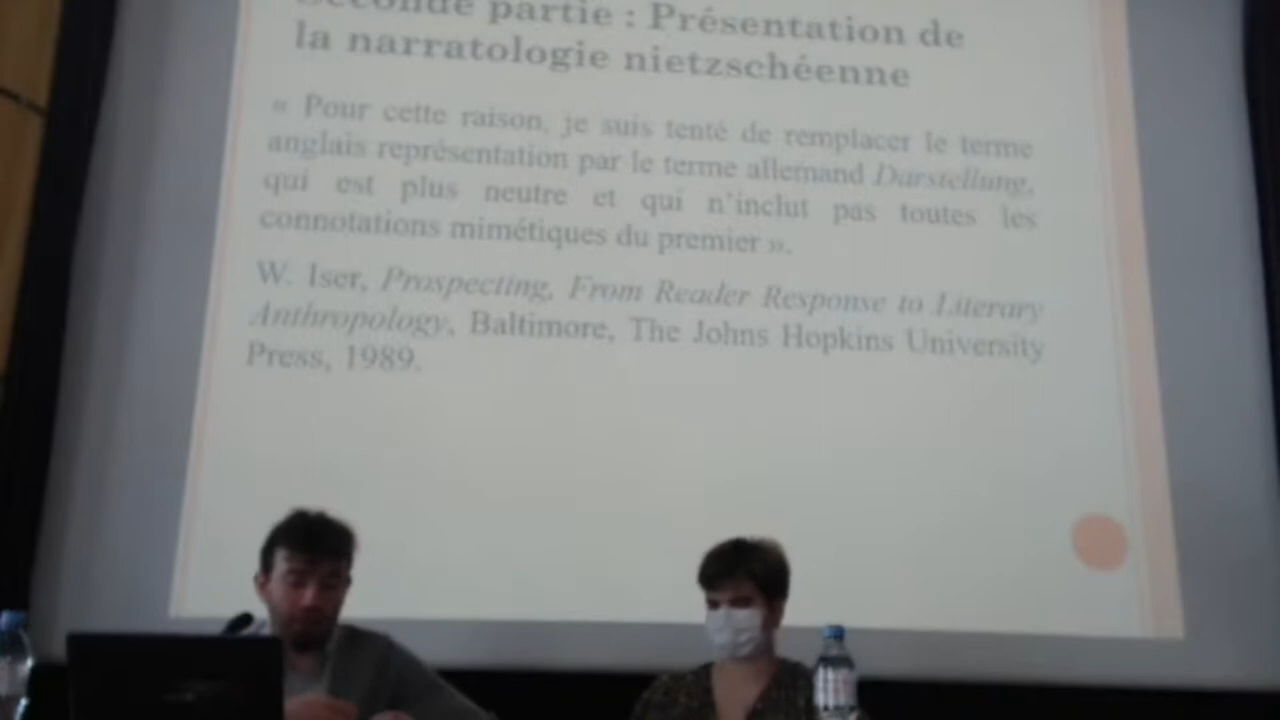 Seconde partie : Présentation de
la narratologie nietzschéenne
« Pour cette raison, je suis tenté de remplacer le terme
anglais représentation par le terme allemand Darstellung,
qui est plus neutre et qui n'inclut pas toutes les
connotations mimétiques du premier ».
W. Iser, Prospecting, From Reader Response to Literary
Anthropology, Baltimore, The Johns Hopkins University
Press, 1989.